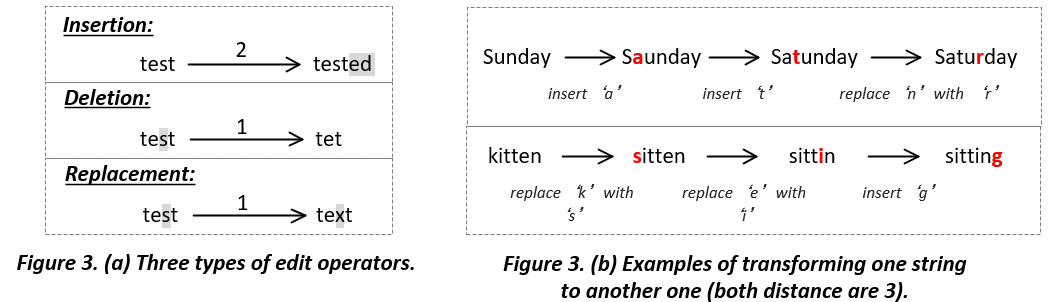 Insertion:
test 2 tested
Deletion:
test 1 tet
Replacement:
test 1 text
Figure 3. (a) Three types of edit operators.
Sunday Saunday Satunday Saturday
insert ‘a’ insert ‘t’ replace ‘n’ with ‘r’
kitten sitten sittin sitting
replace ‘k’ with replace ‘e’ with insert ‘g’
‘s’ ‘i’
Figure 3. (b) Examples of transforming one string
to another one (both distance are 3).